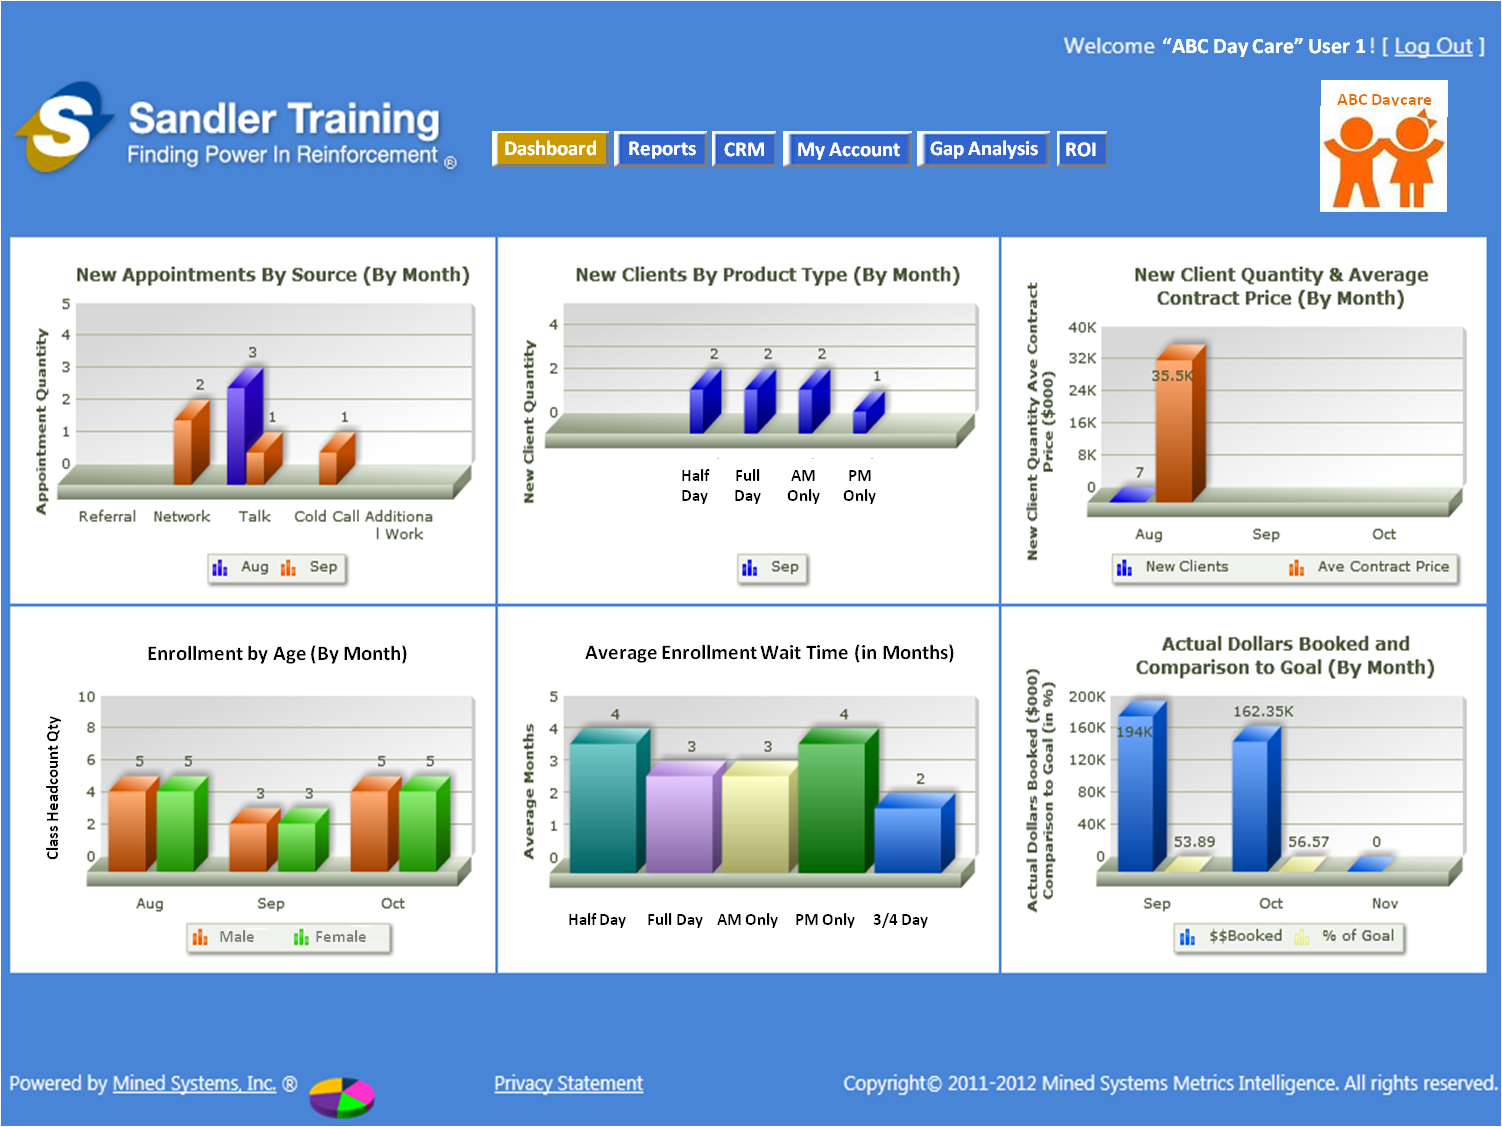 Welcome “ABC Day Care” User 1! [ Log Out ]
ABC Daycare
S
Sandler Training
Finding Power In Reinforcement ®
Dashboard Reports CRM My Account Gap Analysis ROI
New Appointments By Source (By Month)
Appointment Quantity
5
4
3
2
1
0
2
3
1
1
Referral Network Talk Cold Call Additiona
l Work
Aug Sep
New Clients By Product Type (By Month)
New Client Quantity
4
2
0
2 2 2 1
Half Full AM PM
Day Day Only Only
Sep
New Client Quantity & Average
Contract Price (By Month)
New Client Quantity Ave Contract
Price ($000)
40K
32K
24K
16K
8K
0
7
35.5K
Aug Sep Oct
New Clients Ave Contract Price
Enrollment by Age (By Month)
Class Headcount Qty
10
8
6
4
2
0
5 5 3 3 5 5
Aug Sep Oct
Male Female
Average Enrollment Wait Time (in Months)
Average Months
5
4
3
2
1
0
4 3 3 4 2
Half Day Full Day AM Only PM Only 3/4 Day
Actual Dollars Booked and
Comparison to Goal (By Month)
Actual Dollars Booked ($000)
Comparison to Goal (in %)
200K
160K
120K
80K
40K
0
194K 53.89 162.35K 56.57 0
Sep Oct Nov
$$Booked % of Goal
Powered by Mined Systems, Inc. ® Privacy Statement Copyright© 2011-2012 Mined Systems Metrics Intelligence. All rights reserved.